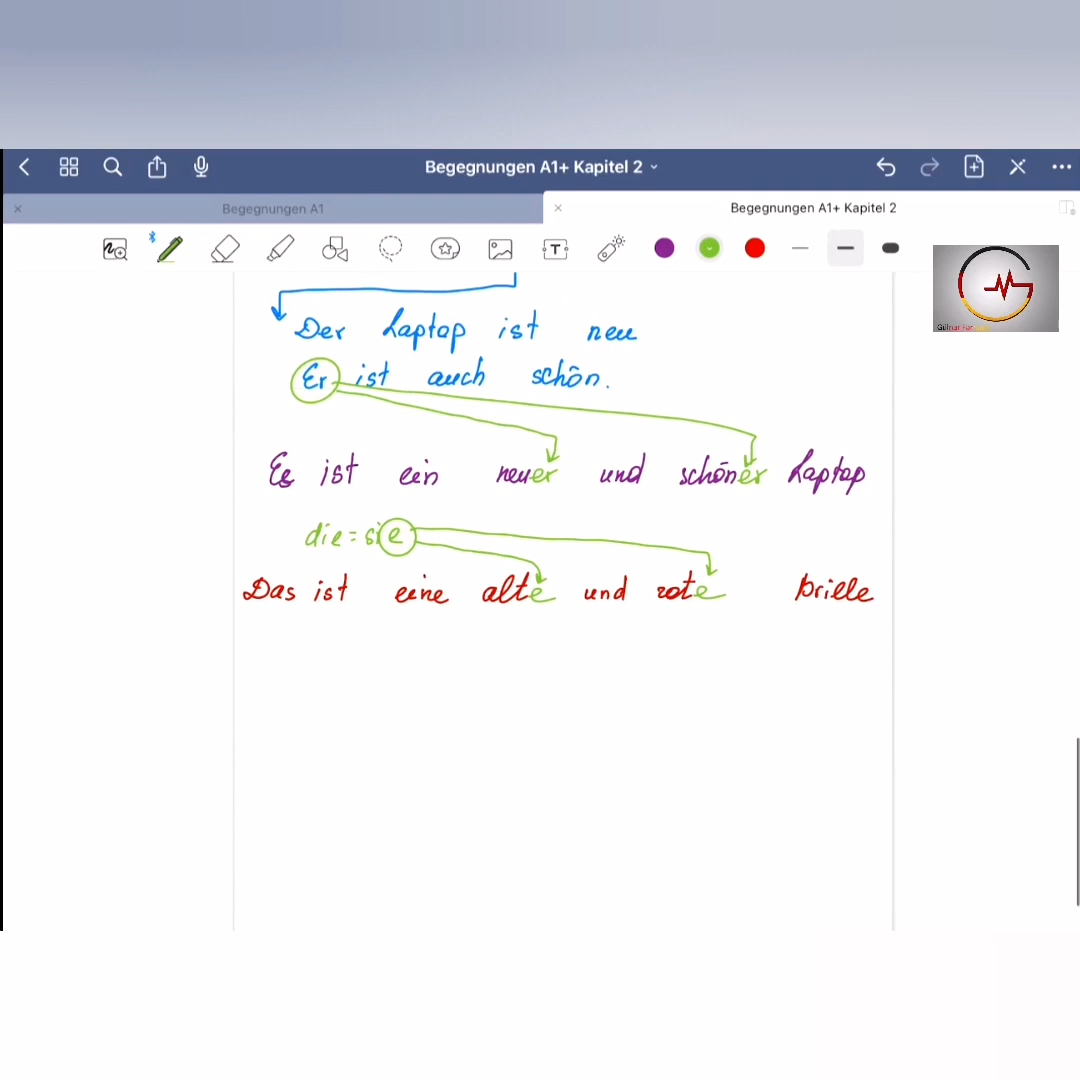 Begegnungen A1+ Kapitel 2
Begegnungen A1
Begegnungen A1+ Kapitel 2
T
Der Laptop ist neu
Er ist auch schön.
Es ist ein neuer und schöner Laptop
die = sie
Das ist eine alte und rote Brille